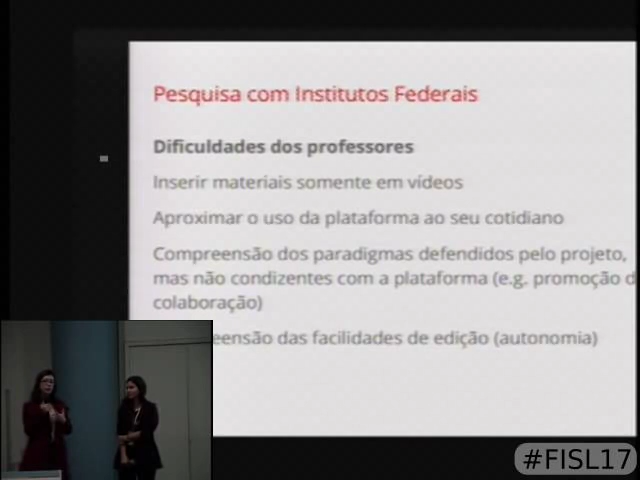 Pesquisa com Institutos Federais
Dificuldades dos professores
Inserir materiais somente em vídeos
Aproximar o uso da plataforma ao seu cotidiano
Compreensão dos paradigmas defendidos pelo projeto,
mas não condizentes com a plataforma (e.g. promoção d
colaboração)
eensão das facilidades de edição (autonomia)
#FISL17